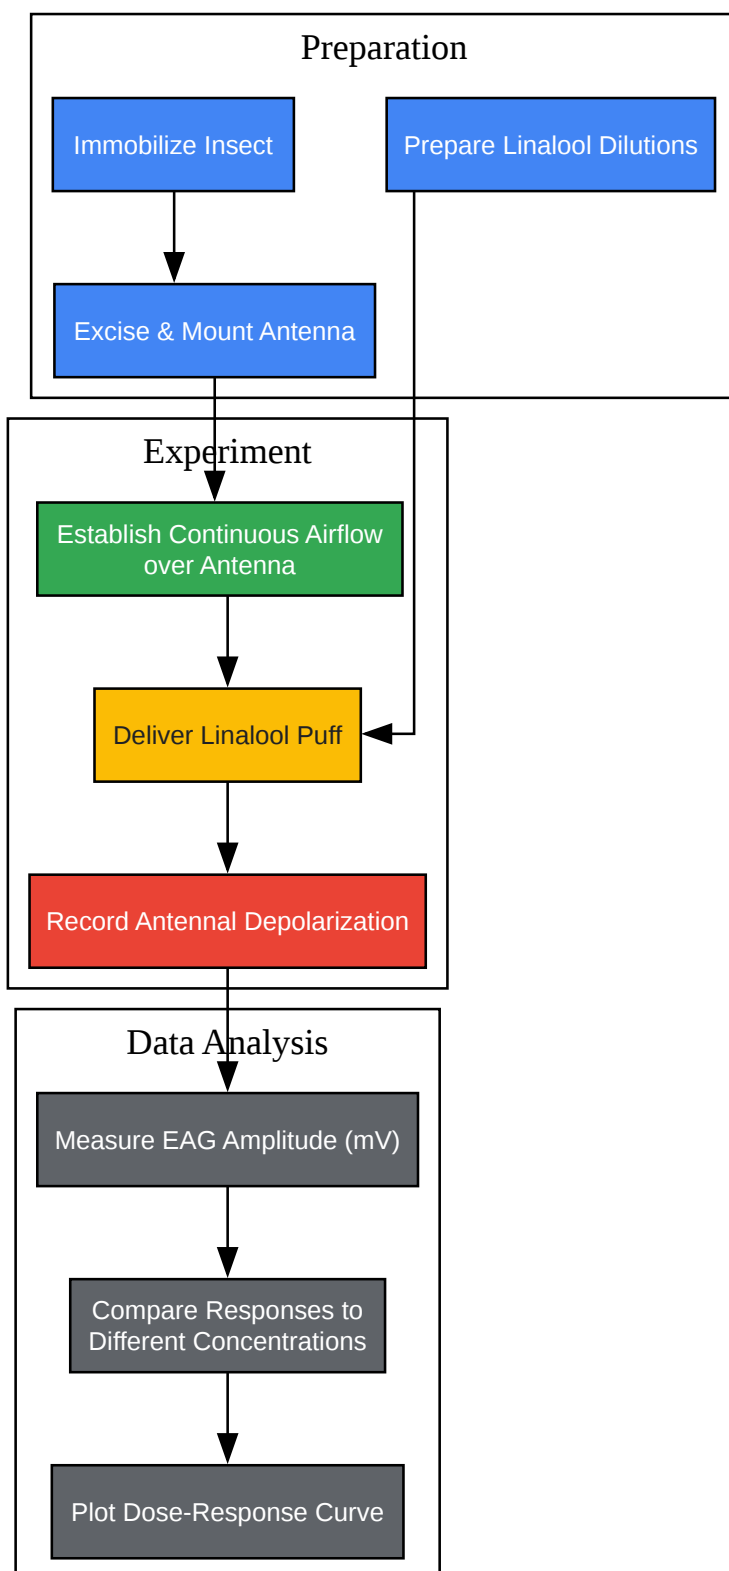 Preparation
Immobilize Insect
Prepare Linalool Dilutions
Excise & Mount Antenna
Experiment
Establish Continuous Airflow
over Antenna
Deliver Linalool Puff
Record Antennal Depolarization
Data Analysis
Measure EAG Amplitude (mV)
Compare Responses to
Different Concentrations
Plot Dose-Response Curve